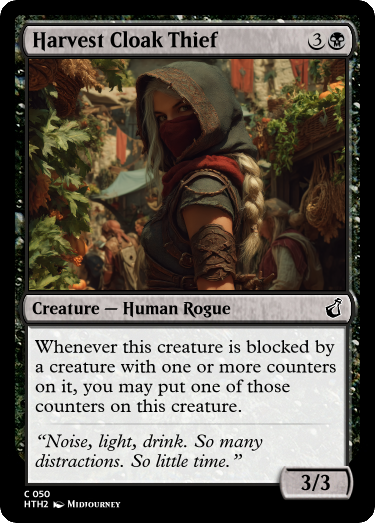 Harvest Cloak Thief 3
Creature — Human Rogue
Whenever this creature is blocked by
a creature with one or more counters
on it, you may put one of those
counters on this creature.
“Noise, light, drink. So many
distractions. So little time.”
3/3
C 050
HTH2 Midjourney